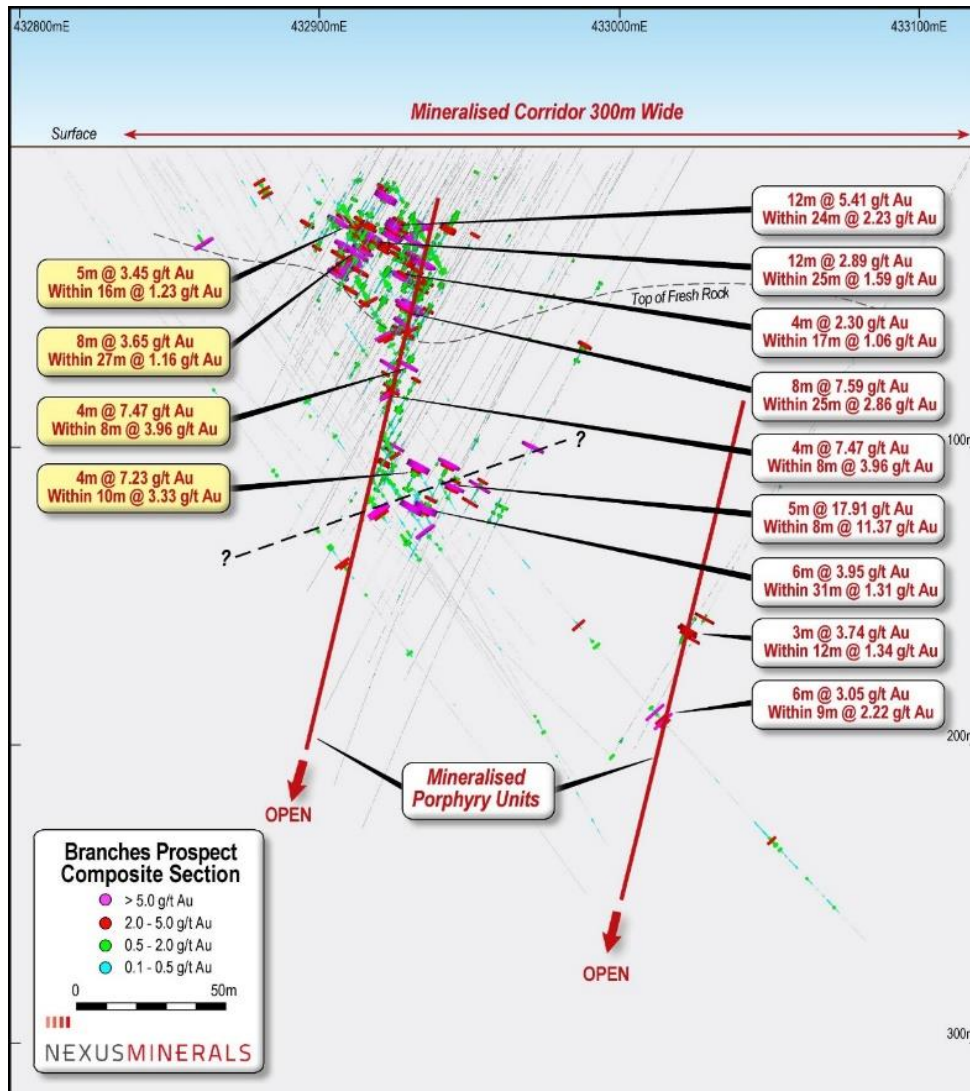 432800mE
432900mE
433000mE
433100mE
Mineralised Corridor 300m Wide
Surface
12m @ 5.41 g/t Au
Within 24m @ 2.23 g/t Au
12m @ 2.89 g/t Au
Within 25m @ 1.59 g/t Au
5m @ 3.45 g/t Au
Within 16m @ 1.23 g/t Au
Top of Fresh Rock
4m @ 2.30 g/t Au
Within 17m @ 1.06 g/t Au
8m @ 3.65 g/t Au
Within 27m @ 1.16 g/t Au
8m @ 7.59 g/t Au
Within 25m @ 2.86 g/t Au
4m @ 7.47 g/t Au
Within 8m @ 3.96 g/t Au
?
100m
4m @ 7.47 g/t Au
Within 8m @ 3.96 g/t Au
4m @ 7.23 g/t Au
Within 10m @ 3.33 g/t Au
5m @ 17.91 g/t Au
Within 8m @ 11.37 g/t Au
?
6m @ 3.95 g/t Au
Within 31m @ 1.31 g/t Au
3m @ 3.74 g/t Au
Within 12m @ 1.34 g/t Au
6m @ 3.05 g/t Au
Within 9m @ 2.22 g/t Au
200m
Mineralised
Porphyry Units
OPEN
OPEN
Branches Prospect
Composite Section
> 5.0 g/t Au
2.0 - 5.0 g/t Au
0.5 - 2.0 g/t Au
0.1 - 0.5 g/t Au
0 50m
NEXUSMINERALS
300m